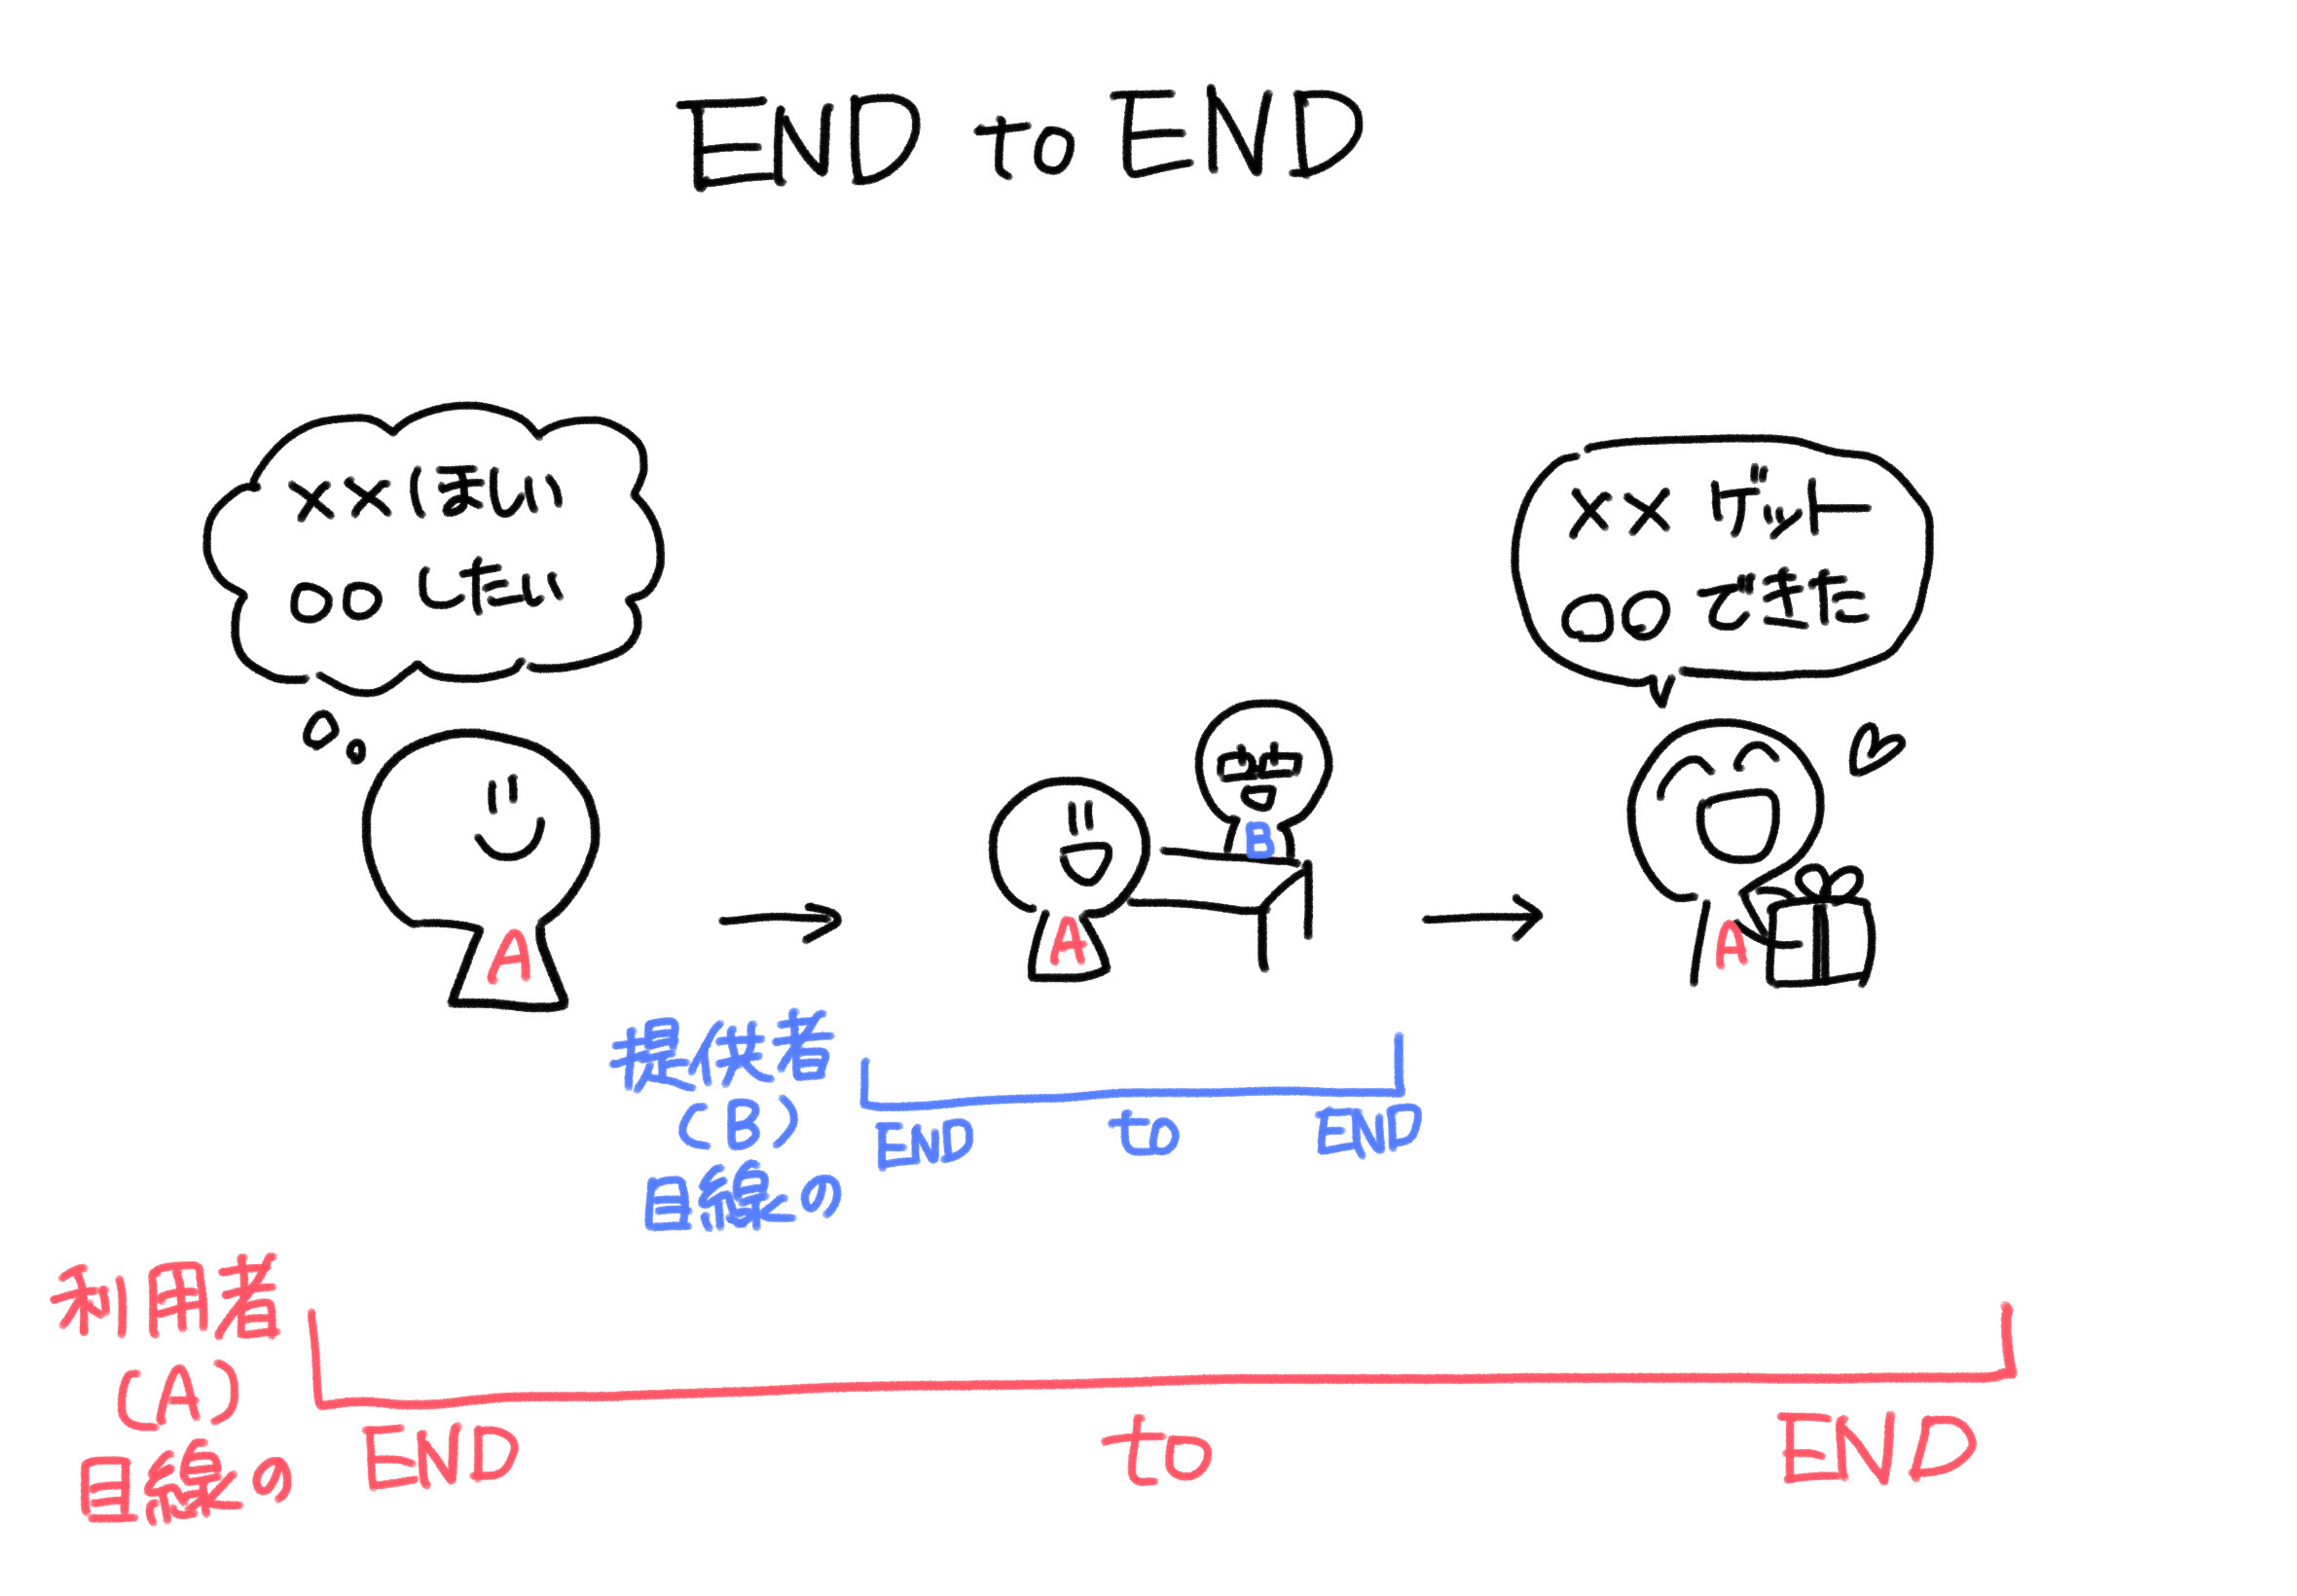 END to END
××ほしい
○○したい
××ゲット
○○できた
A
A
B
A
提供者
(B)
目線の
END to END
利用者
(A)
目線の
END to END